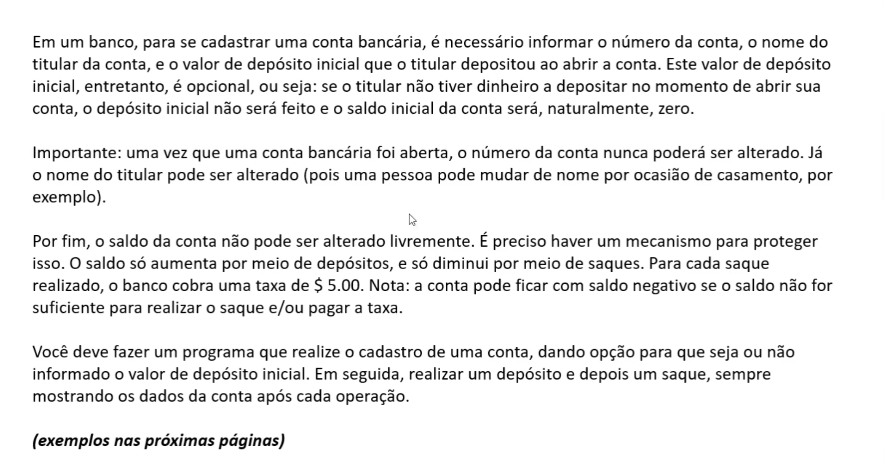 Em um banco, para se cadastrar uma conta bancária, é necessário informar o número da conta, o nome do
titular da conta, e o valor de depósito inicial que o titular depositou ao abrir a conta. Este valor de depósito
inicial, entretanto, é opcional, ou seja: se o titular não tiver dinheiro a depositar no momento de abrir sua
conta, o depósito inicial não será feito e o saldo inicial da conta será, naturalmente, zero.
Importante: uma vez que uma conta bancária foi aberta, o número da conta nunca poderá ser alterado. Já
o nome do titular pode ser alterado (pois uma pessoa pode mudar de nome por ocasião de casamento, por
exemplo).
Por fim, o saldo da conta não pode ser alterado livremente. É preciso haver um mecanismo para proteger
isso. O saldo só aumenta por meio de depósitos, e só diminui por meio de saques. Para cada saque
realizado, o banco cobra uma taxa de $ 5.00. Nota: a conta pode ficar com saldo negativo se o saldo não for
suficiente para realizar o saque e/ou pagar a taxa.
Você deve fazer um programa que realize o cadastro de uma conta, dando opção para que seja ou não
informado o valor de depósito inicial. Em seguida, realizar um depósito e depois um saque, sempre
mostrando os dados da conta após cada operação.
(exemplos nas próximas páginas)